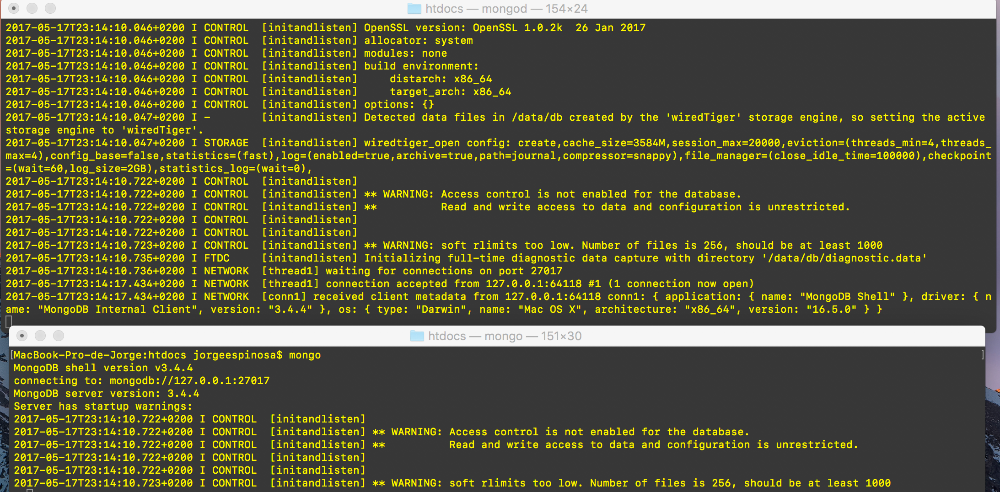 htdocs — mongod — 154×24
2017-05-17T23:14:10.046+0200 I CONTROL  [initandlisten] OpenSSL version: OpenSSL 1.0.2k  26 Jan 2017
2017-05-17T23:14:10.046+0200 I CONTROL  [initandlisten] allocator: system
2017-05-17T23:14:10.046+0200 I CONTROL  [initandlisten] modules: none
2017-05-17T23:14:10.046+0200 I CONTROL  [initandlisten] build environment:
2017-05-17T23:14:10.046+0200 I CONTROL  [initandlisten]     distarch: x86_64
2017-05-17T23:14:10.046+0200 I CONTROL  [initandlisten]     target_arch: x86_64
2017-05-17T23:14:10.046+0200 I CONTROL  [initandlisten] options: {}
2017-05-17T23:14:10.047+0200 I -        [initandlisten] Detected data files in /data/db created by the 'wiredTiger' storage engine, so setting the active
storage engine to 'wiredTiger'.
2017-05-17T23:14:10.047+0200 I STORAGE  [initandlisten] wiredtiger_open config: create,cache_size=3584M,session_max=20000,eviction=(threads_min=4,threads_
max=4),config_base=false,statistics=(fast),log=(enabled=true,archive=true,path=journal,compressor=snappy),file_manager=(close_idle_time=100000),checkpoint
=(wait=60,log_size=2GB),statistics_log=(wait=0),
2017-05-17T23:14:10.722+0200 I CONTROL  [initandlisten]
2017-05-17T23:14:10.722+0200 I CONTROL  [initandlisten] ** WARNING: Access control is not enabled for the database.
2017-05-17T23:14:10.722+0200 I CONTROL  [initandlisten] **          Read and write access to data and configuration is unrestricted.
2017-05-17T23:14:10.722+0200 I CONTROL  [initandlisten]
2017-05-17T23:14:10.722+0200 I CONTROL  [initandlisten]
2017-05-17T23:14:10.723+0200 I CONTROL  [initandlisten] ** WARNING: soft rlimits too low. Number of files is 256, should be at least 1000
2017-05-17T23:14:10.735+0200 I FTDC     [initandlisten] Initializing full-time diagnostic data capture with directory '/data/db/diagnostic.data'
2017-05-17T23:14:10.736+0200 I NETWORK  [thread1] waiting for connections on port 27017
2017-05-17T23:14:17.434+0200 I NETWORK  [thread1] connection accepted from 127.0.0.1:64118 #1 (1 connection now open)
2017-05-17T23:14:17.434+0200 I NETWORK  [conn1] received client metadata from 127.0.0.1:64118 conn1: { application: { name: "MongoDB Shell" }, driver: { n
ame: "MongoDB Internal Client", version: "3.4.4" }, os: { type: "Darwin", name: "Mac OS X", architecture: "x86_64", version: "16.5.0" } }
htdocs — mongo — 151×30
[MacBook-Pro-de-Jorge:htdocs jorgeespinosa$ mongo ]
MongoDB shell version v3.4.4
connecting to: mongodb://127.0.0.1:27017
MongoDB server version: 3.4.4
Server has startup warnings:
2017-05-17T23:14:10.722+0200 I CONTROL  [initandlisten]
2017-05-17T23:14:10.722+0200 I CONTROL  [initandlisten] ** WARNING: Access control is not enabled for the database.
2017-05-17T23:14:10.722+0200 I CONTROL  [initandlisten] **          Read and write access to data and configuration is unrestricted.
2017-05-17T23:14:10.722+0200 I CONTROL  [initandlisten]
2017-05-17T23:14:10.722+0200 I CONTROL  [initandlisten]
2017-05-17T23:14:10.723+0200 I CONTROL  [initandlisten] ** WARNING: soft rlimits too low. Number of files is 256, should be at least 1000